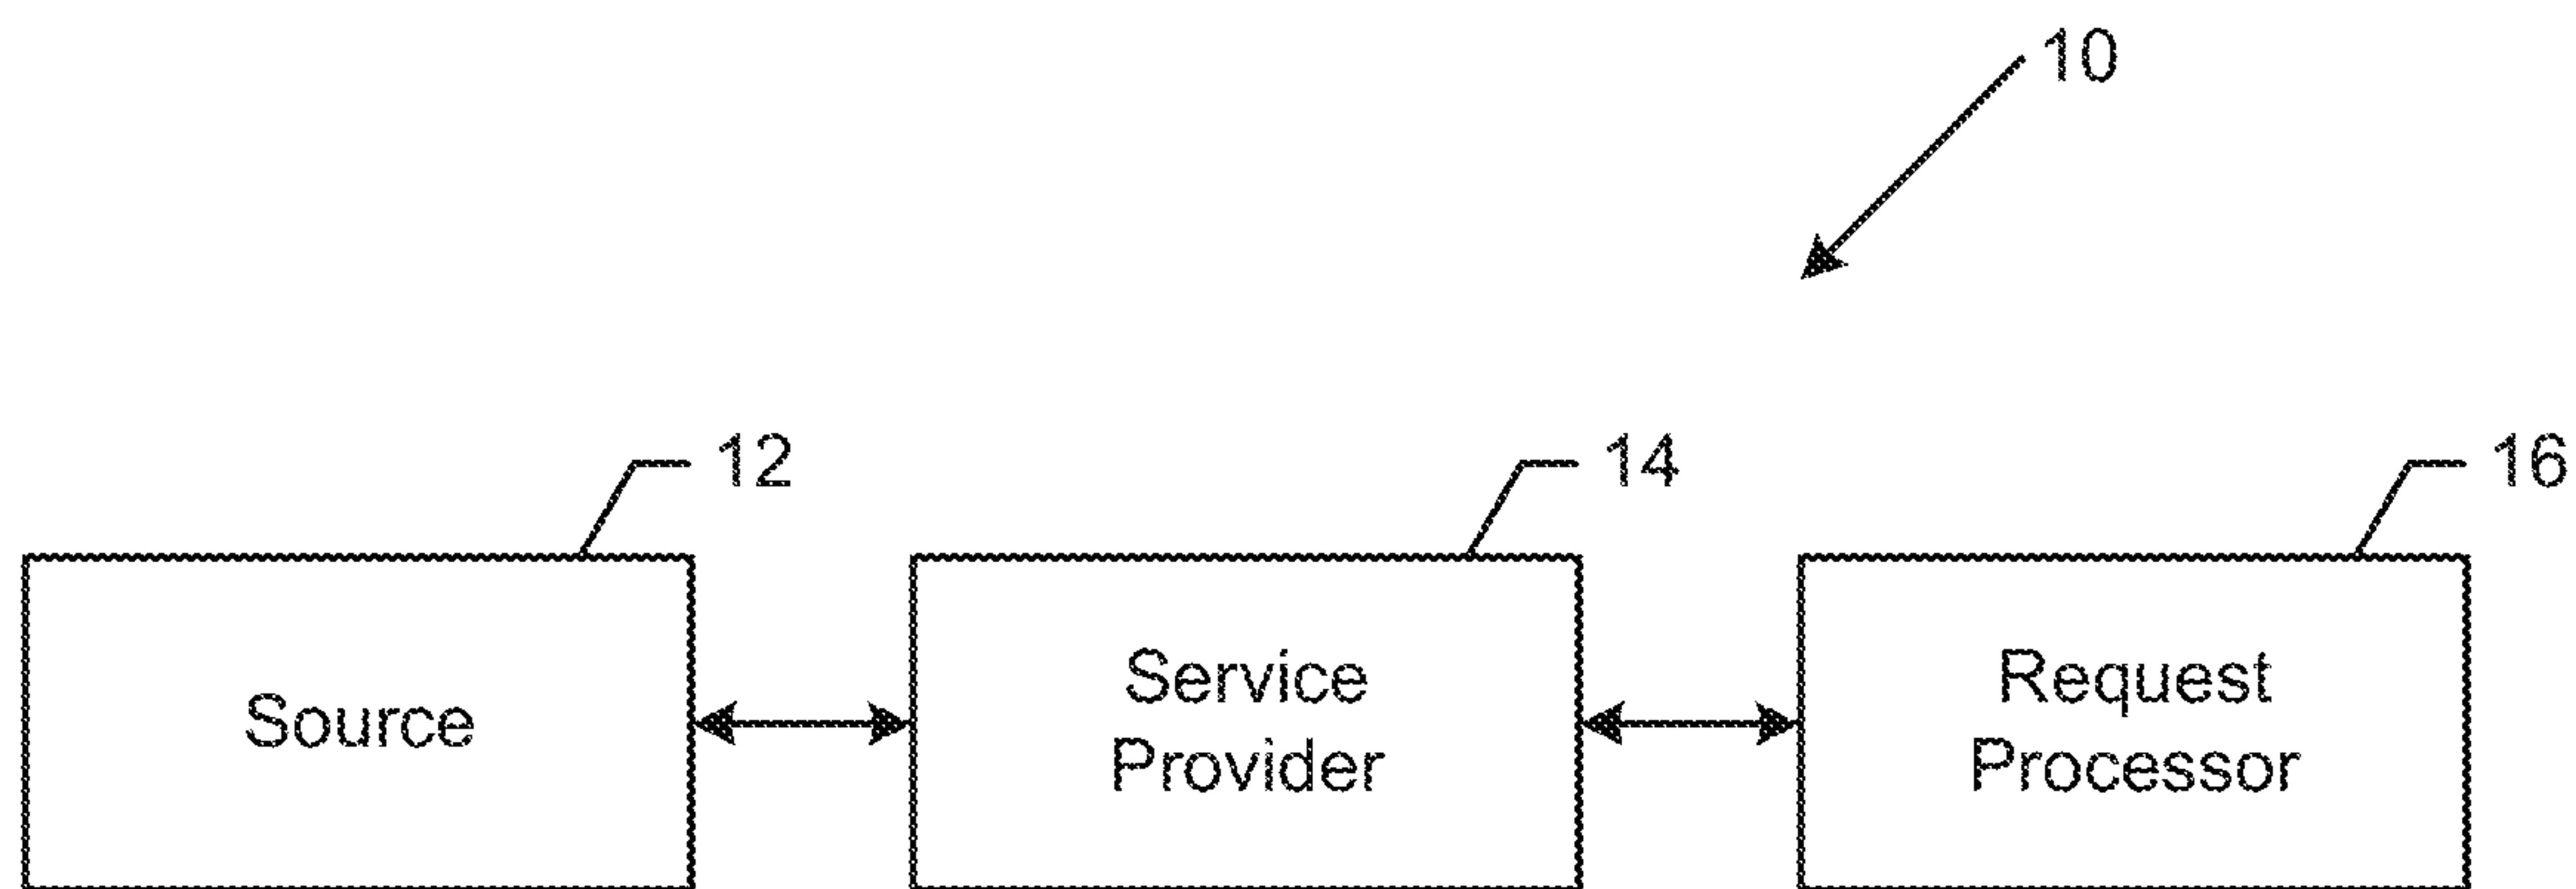 10
12
14
16
Source
Service
Provider
Request
Processor